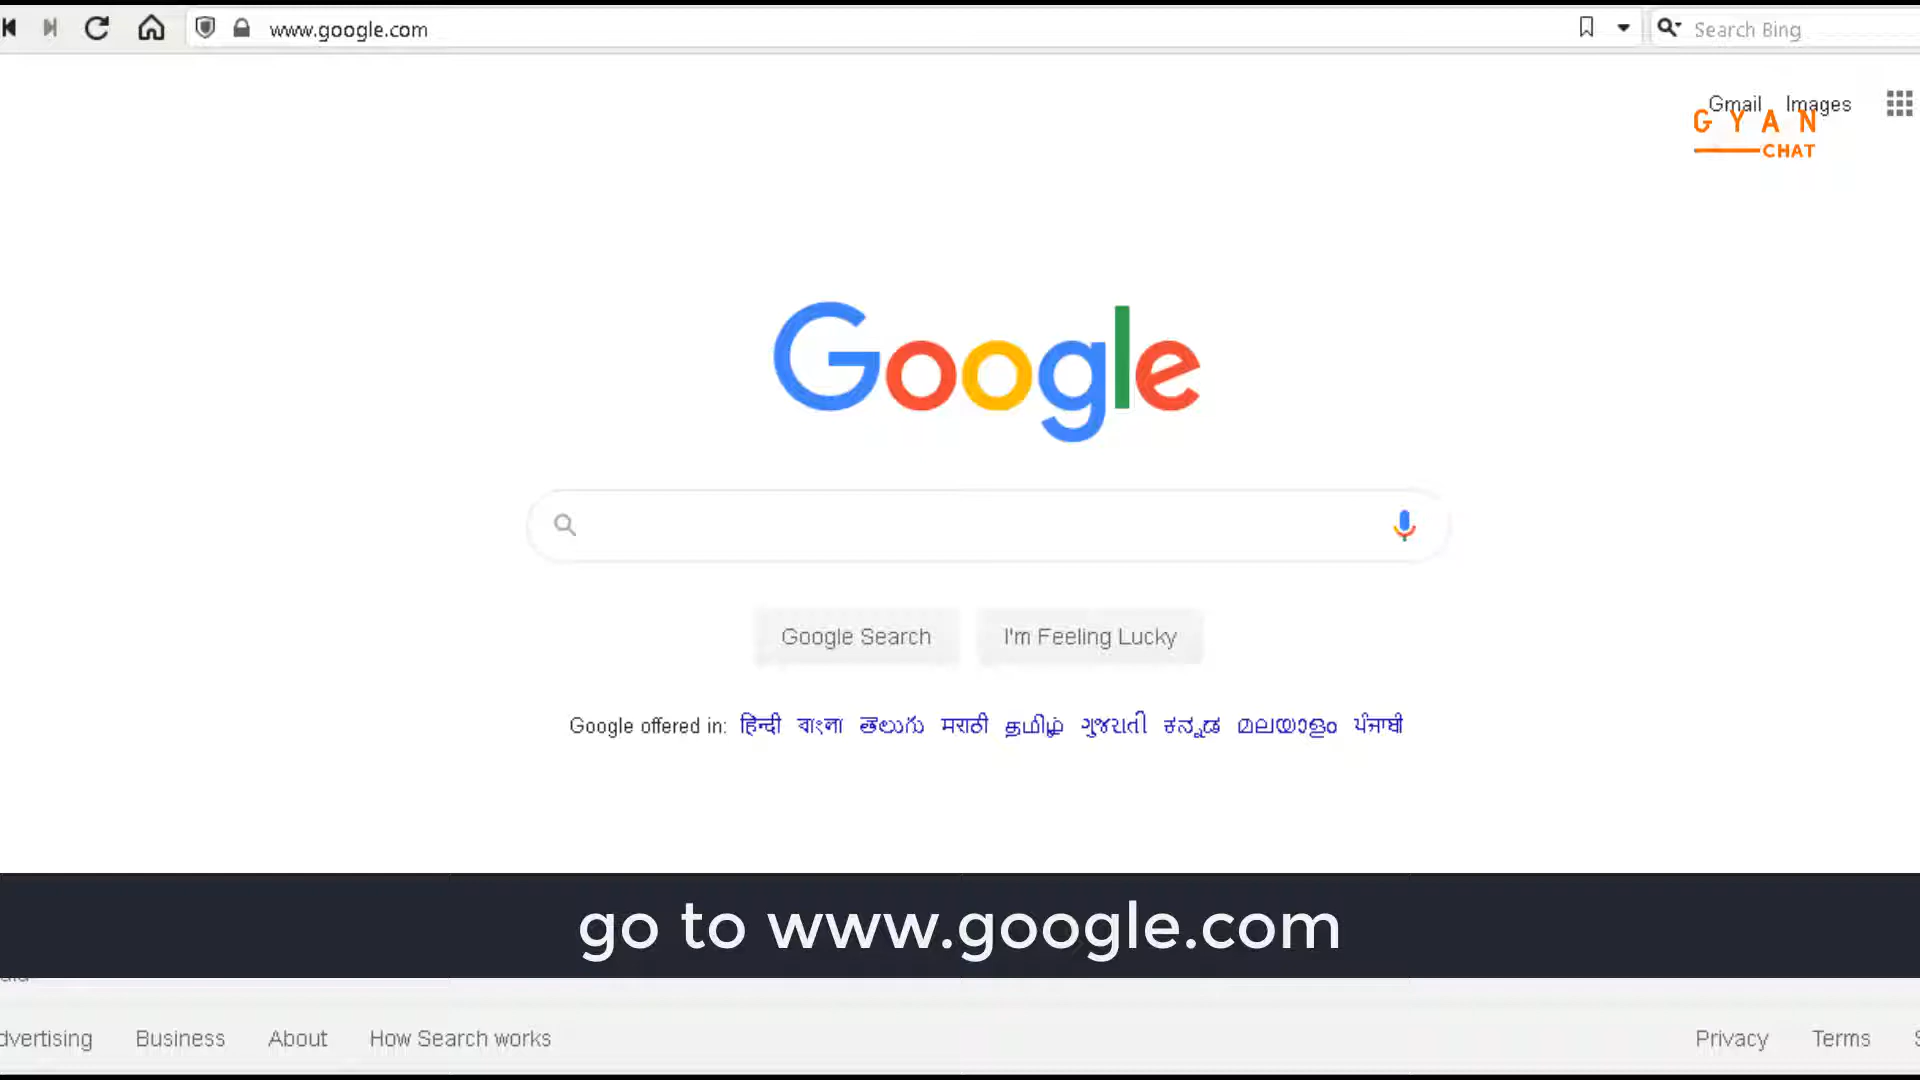 www.google.com
Search Bing
Gmail Images
GYAN
CHAT
Google
Google Search I'm Feeling Lucky
Google offered in: हिन्दी বাংলা తెలుగు मराठी தமிழ் ગુજરાતી ಕನ್ನಡ മലയാളം ਪੰਜਾਬੀ
go to www.google.com
dvertising Business About How Search works Privacy Terms